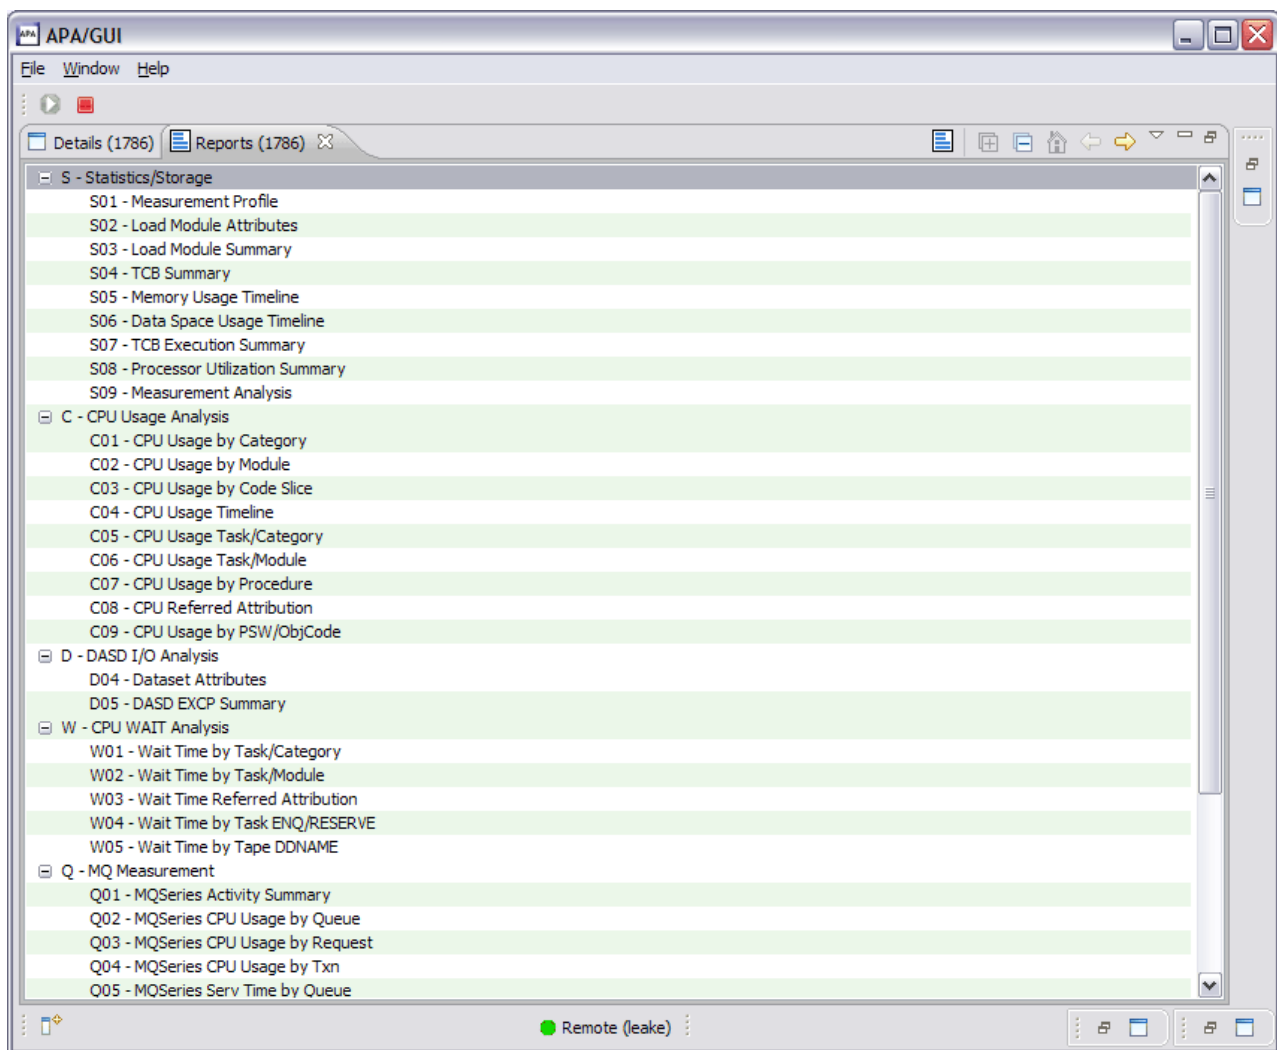 APA APA/GUI
File Window Help
Details (1786) Reports (1786)
S - Statistics/Storage
S01 - Measurement Profile
S02 - Load Module Attributes
S03 - Load Module Summary
S04 - TCB Summary
S05 - Memory Usage Timeline
S06 - Data Space Usage Timeline
S07 - TCB Execution Summary
S08 - Processor Utilization Summary
S09 - Measurement Analysis
C - CPU Usage Analysis
C01 - CPU Usage by Category
C02 - CPU Usage by Module
C03 - CPU Usage by Code Slice
C04 - CPU Usage Timeline
C05 - CPU Usage Task/Category
C06 - CPU Usage Task/Module
C07 - CPU Usage by Procedure
C08 - CPU Referred Attribution
C09 - CPU Usage by PSW/ObjCode
D - DASD I/O Analysis
D04 - Dataset Attributes
D05 - DASD EXCP Summary
W - CPU WAIT Analysis
W01 - Wait Time by Task/Category
W02 - Wait Time by Task/Module
W03 - Wait Time Referred Attribution
W04 - Wait Time by Task ENQ/RESERVE
W05 - Wait Time by Tape DDNAME
Q - MQ Measurement
Q01 - MQSeries Activity Summary
Q02 - MQSeries CPU Usage by Queue
Q03 - MQSeries CPU Usage by Request
Q04 - MQSeries CPU Usage by Txn
Q05 - MQSeries Serv Time by Queue
Remote (leake)